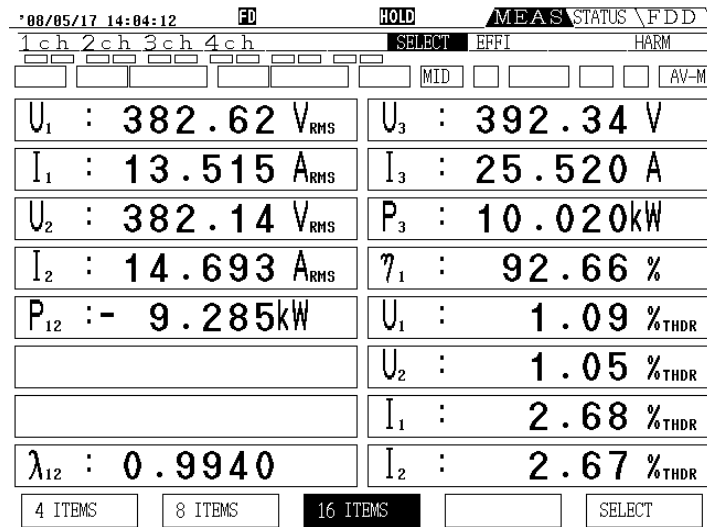 '08/05/17 14:04:12 FD HOLD MEAS STATUS FDD
1ch 2ch 3ch 4ch SELECT EFFI HARM
MID AV-M
U1 : 382.62 VRMS U3 : 392.34 V
I1 : 13.515 ARMS I3 : 25.520 A
U2 : 382.14 VRMS P3 : 10.020kW
I2 : 14.693 ARMS η1 : 92.66 %
P12 :- 9.285kW U1 : 1.09 %THDR
U2 : 1.05 %THDR
I1 : 2.68 %THDR
λ12 : 0.9940 I2 : 2.67 %THDR
4 ITEMS 8 ITEMS 16 ITEMS SELECT